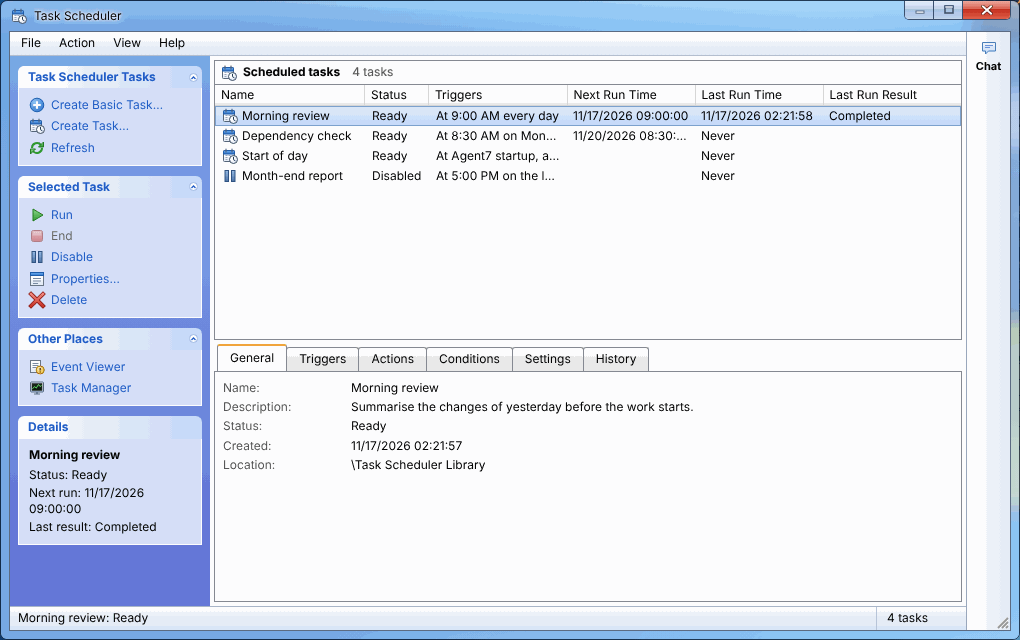 Task Scheduler
File Action View Help
Task Scheduler Tasks
Create Basic Task...
Create Task...
Refresh
Selected Task
Run
End
Disable
Properties...
Delete
Other Places
Event Viewer
Task Manager
Details
Morning review
Status: Ready
Next run: 11/17/2026
09:00:00
Last result: Completed
Scheduled tasks 4 tasks
Name Status Triggers Next Run Time Last Run Time Last Run Result
Morning review Ready At 9:00 AM every day 11/17/2026 09:00:00 11/17/2026 02:21:58 Completed
Dependency check Ready At 8:30 AM on Mon... 11/20/2026 08:30:... Never
Start of day Ready At Agent7 startup, a... Never
Month-end report Disabled At 5:00 PM on the l... Never
General Triggers Actions Conditions Settings History
Name: Morning review
Description: Summarise the changes of yesterday before the work starts.
Status: Ready
Created: 11/17/2026 02:21:57
Location: \Task Scheduler Library
Chat
Morning review: Ready 4 tasks